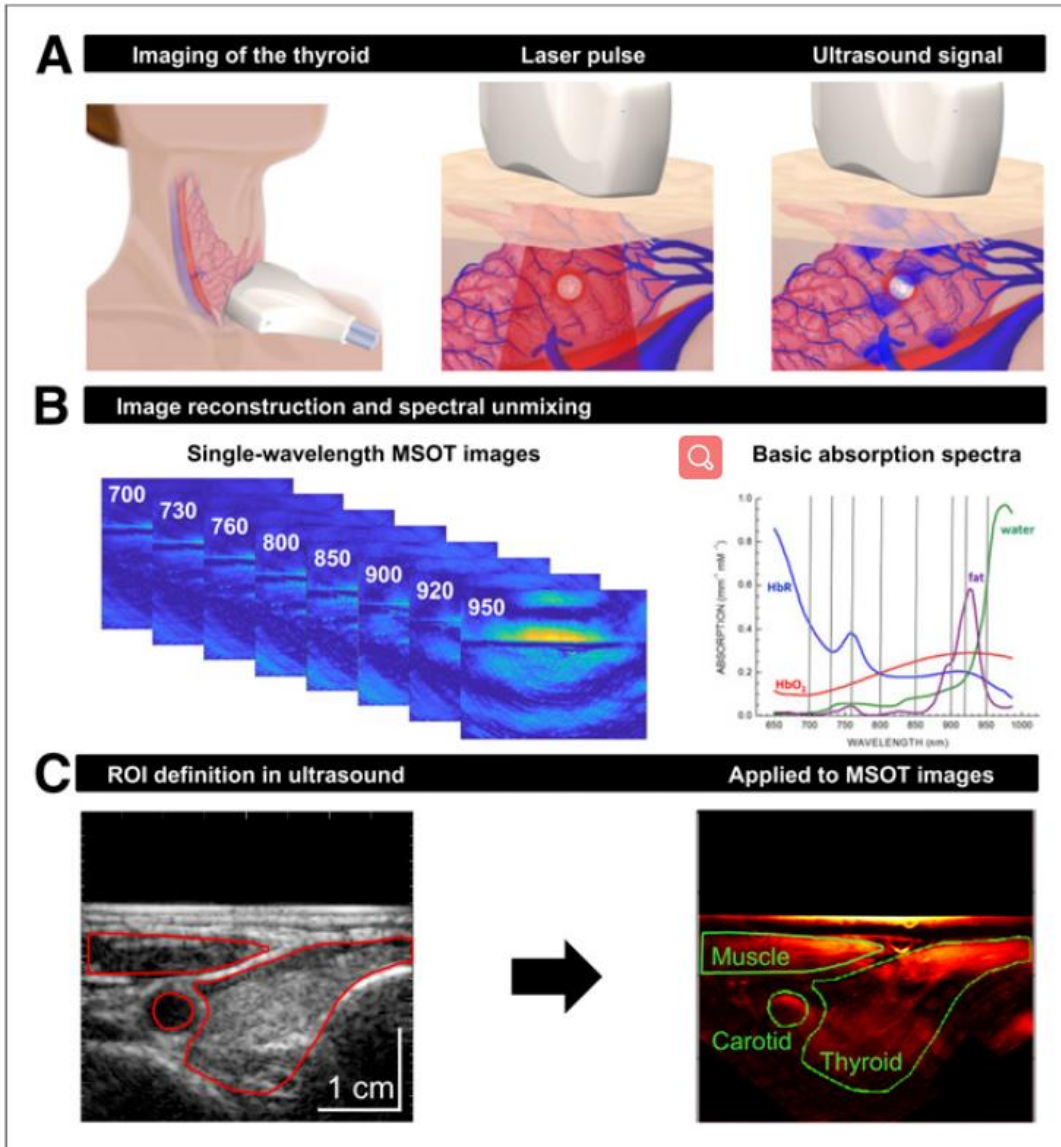 A
Imaging of the thyroid
Laser pulse
Ultrasound signal
B
Image reconstruction and spectral unmixing
Single-wavelength MSOT images
700
730
760
800
850
900
920
950
Basic absorption spectra
ABSORPTION (mm⁻¹ mM⁻¹)
1.0
0.8
0.6
0.4
0.2
0.0
HbR
HbO₂
fat
water
650 700 750 800 850 900 950 1000
WAVELENGTH (nm)
C
ROI definition in ultrasound
Applied to MSOT images
1 cm
Muscle
Carotid
Thyroid